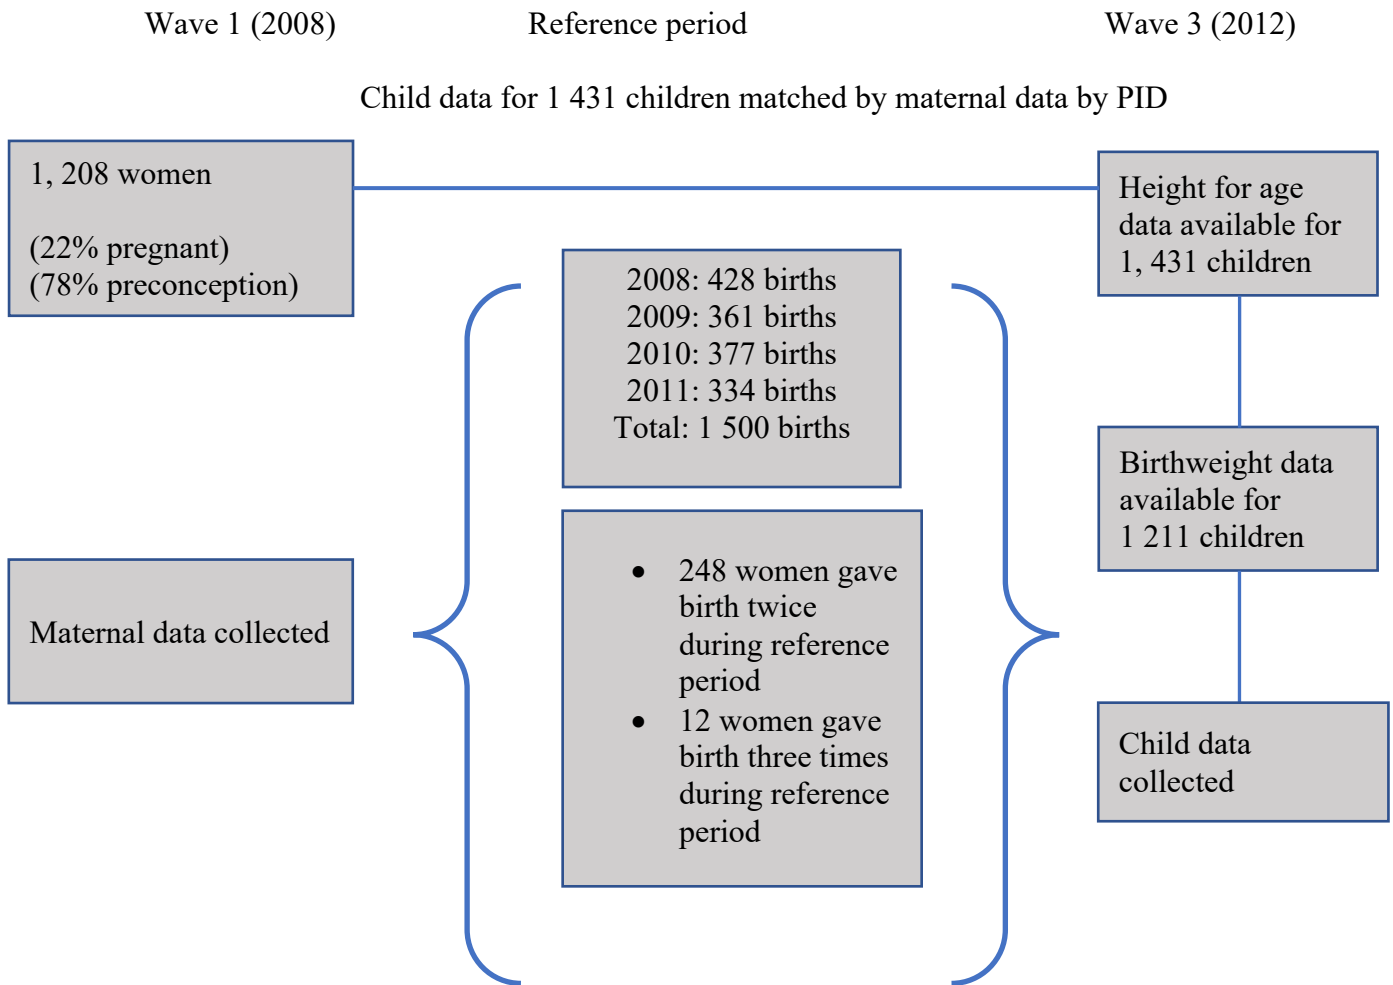 Wave 1 (2008)
Reference period
Wave 3 (2012)
Child data for 1 431 children matched by maternal data by PID
1, 208 women
(22% pregnant)
(78% preconception)
Maternal data collected
2008: 428 births
2009: 361 births
2010: 377 births
2011: 334 births
Total: 1 500 births
• 248 women gave
birth twice
during reference
period
• 12 women gave
birth three times
during reference
period
Height for age
data available for
1, 431 children
Birthweight data
available for
1 211 children
Child data
collected